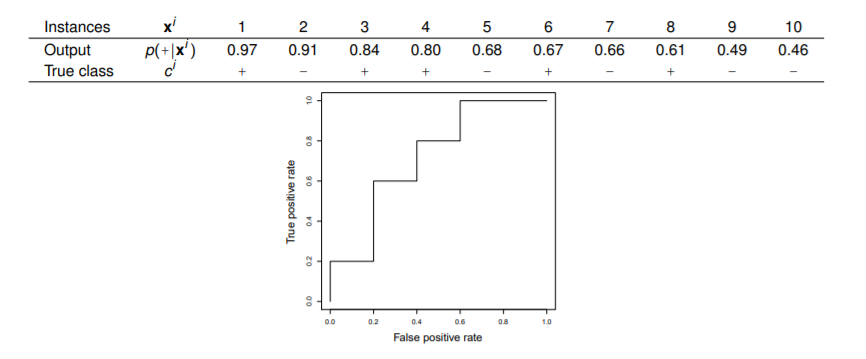 Instances xⁱ 1 2 3 4 5 6 7 8 9 10
Output p(+|xⁱ) 0.97 0.91 0.84 0.80 0.68 0.67 0.66 0.61 0.49 0.46
True class cⁱ + − + + − + − + − −
1.0
0.8
0.6
0.4
0.2
0.0
True positive rate
0.0 0.2 0.4 0.6 0.8 1.0
False positive rate